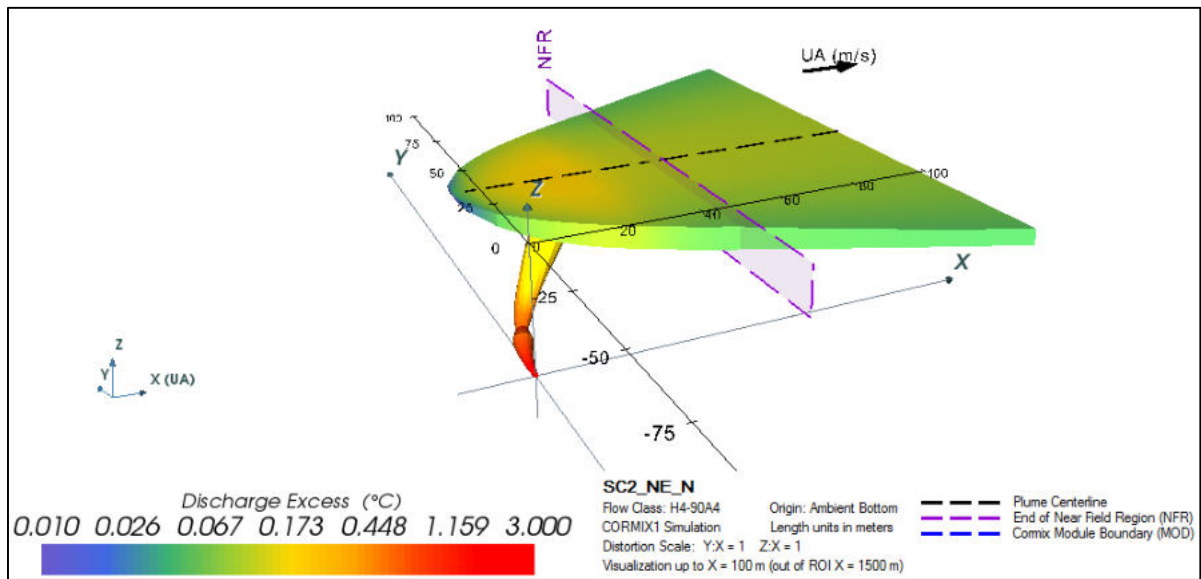 NFR
UA (m/s)
100
75
50
25
0
Y
Z
0
20
40
60
80
100
X
-25
-50
-75
Z
Y
X (UA)
Discharge Excess (°C)
0.010 0.026 0.067 0.173 0.448 1.159 3.000
SC2_NE_N
Flow Class: H4-90A4 Origin: Ambient Bottom
CORMIX1 Simulation Length units in meters
Distortion Scale: Y:X = 1 Z:X = 1
Visualization up to X = 100 m (out of ROI X = 1500 m)
Plume Centerline
End of Near Field Region (NFR)
Cormix Module Boundary (MOD)